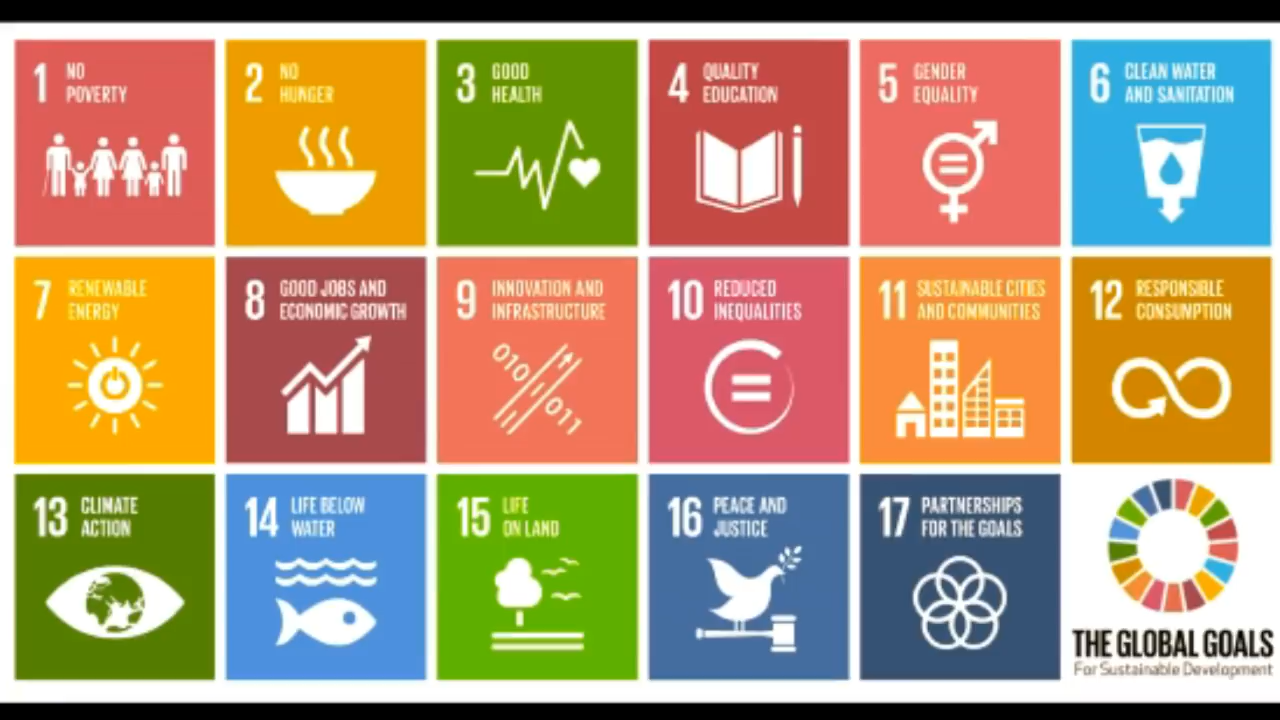 1 NO
POVERTY
2 NO
HUNGER
3 GOOD
HEALTH
4 QUALITY
EDUCATION
5 GENDER
EQUALITY
6 CLEAN WATER
AND SANITATION
7 RENEWABLE
ENERGY
8 GOOD JOBS AND
ECONOMIC GROWTH
9 INNOVATION AND
INFRASTRUCTURE
010
011
10 REDUCED
INEQUALITIES
11 SUSTAINABLE CITIES
AND COMMUNITIES
12 RESPONSIBLE
CONSUMPTION
13 CLIMATE
ACTION
14 LIFE BELOW
WATER
15 LIFE
ON LAND
16 PEACE AND
JUSTICE
17 PARTNERSHIPS
FOR THE GOALS
THE GLOBAL GOALS
For Sustainable Development